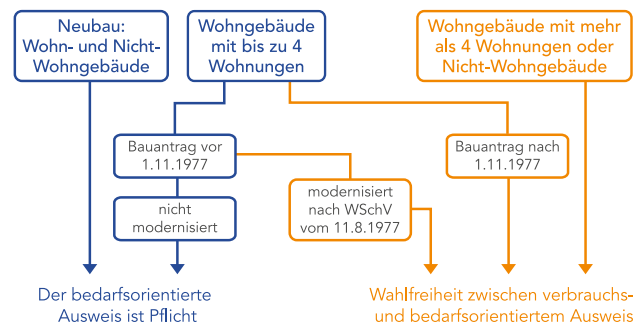 Neubau:
Wohn- und Nicht-
Wohngebäude
Wohngebäude
mit bis zu 4
Wohnungen
Wohngebäude mit mehr
als 4 Wohnungen oder
Nicht-Wohngebäude
Bauantrag vor
1.11.1977
Bauantrag nach
1.11.1977
nicht
modernisiert
modernisiert
nach WSchV
vom 11.8.1977
Der bedarfsorientierte
Ausweis ist Pflicht
Wahlfreiheit zwischen verbrauchs-
und bedarfsorientiertem Ausweis